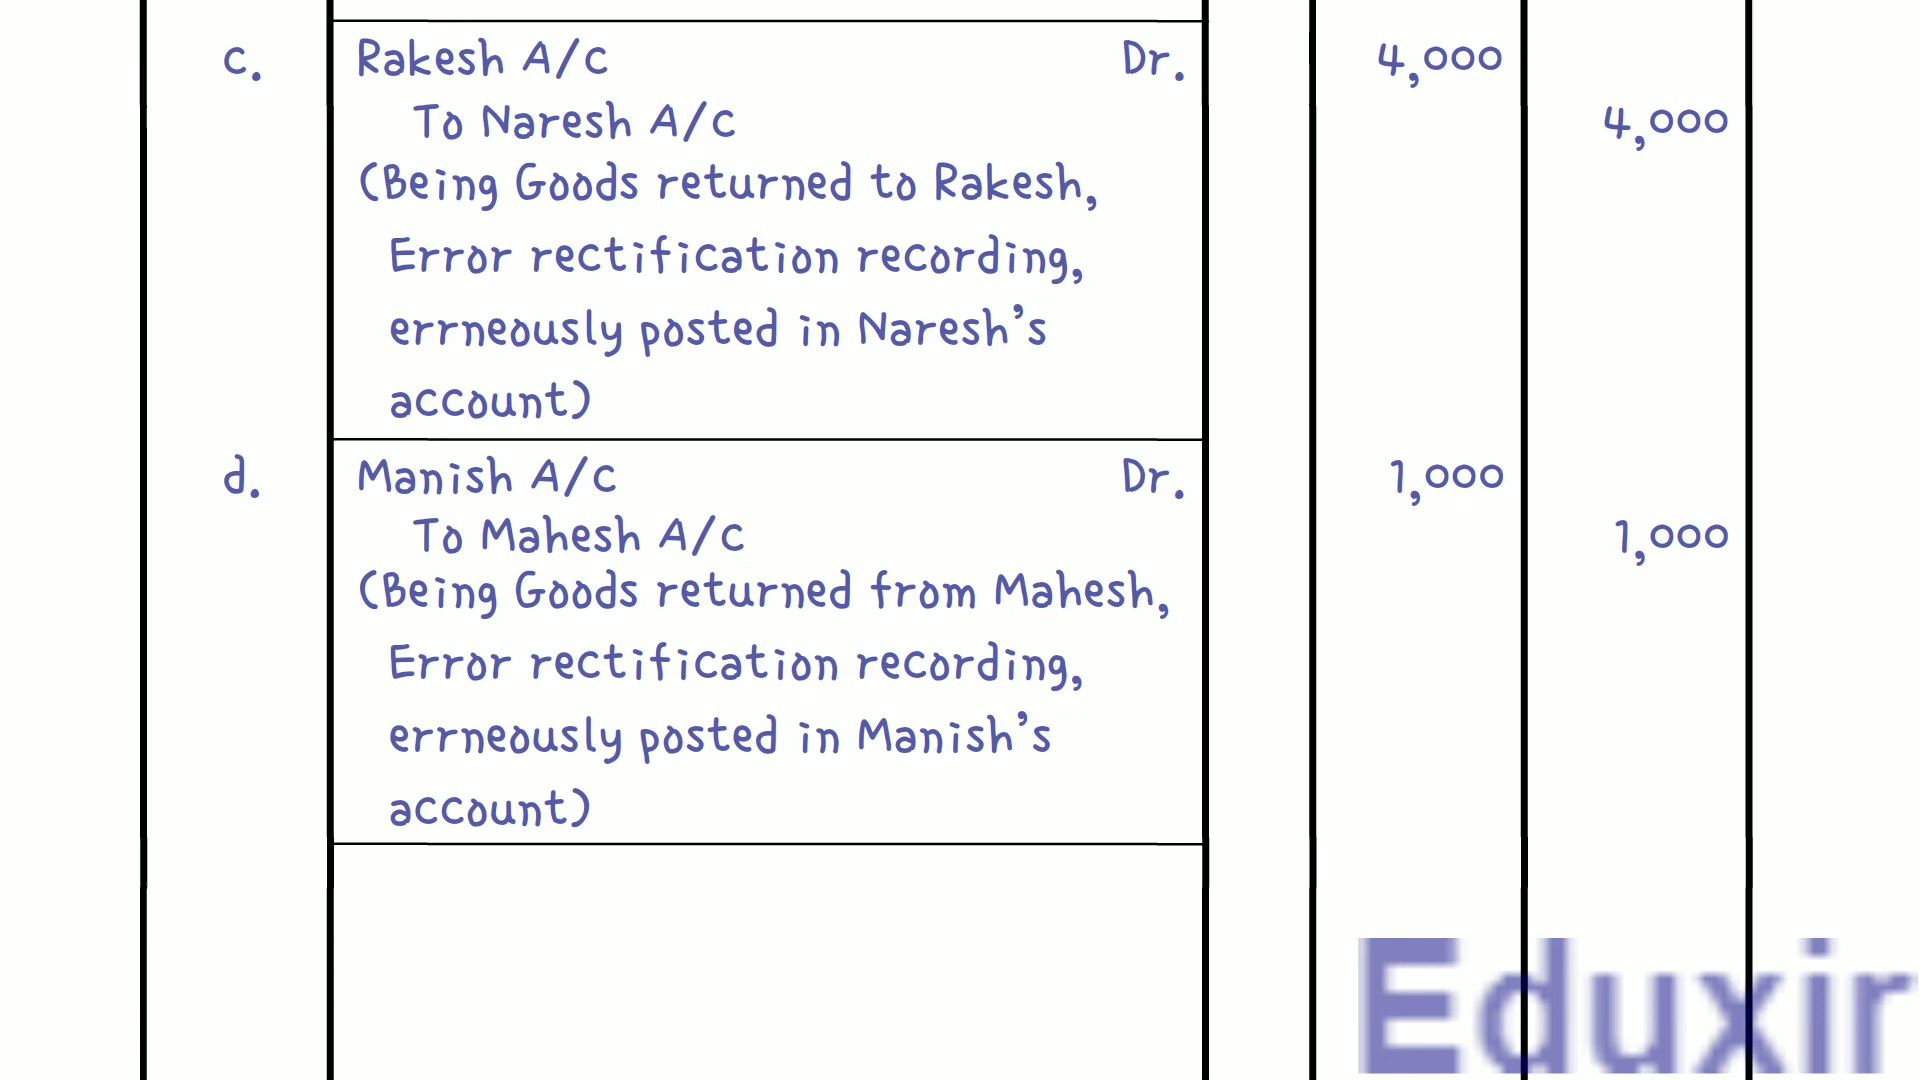 c. Rakesh A/c Dr. 4,000
To Naresh A/c 4,000
(Being Goods returned to Rakesh,
Error rectification recording,
errneously posted in Naresh's
account)
d. Manish A/c Dr. 1,000
To Mahesh A/c 1,000
(Being Goods returned from Mahesh,
Error rectification recording,
errneously posted in Manish's
account)
Eduxir